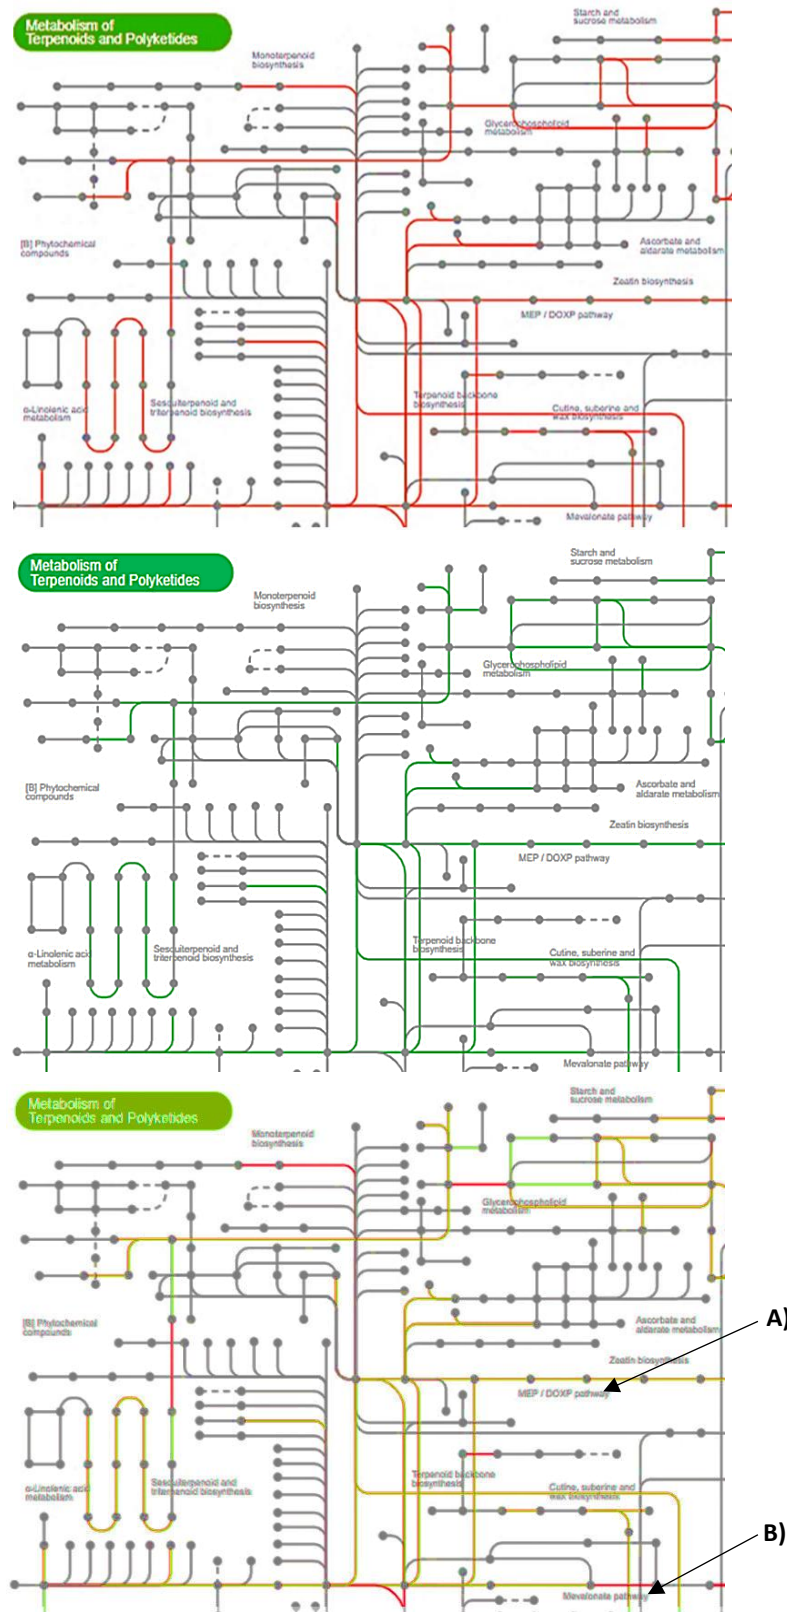 Metabolism of
Terpenoids and Polyketides
Starch and
sucrose metabolism
Monoterpenoid
biosynthesis
Glycerophospholipid
metabolism
[B] Phytochemical
compounds
Ascorbate and
aldarate metabolism
Zeatin biosynthesis
MEP / DOXP pathway
α-Linolenic acid
metabolism
Sesquiterpenoid and
triterpenoid biosynthesis
Terpenoid backbone
biosynthesis
Cutine, suberine and
wax biosynthesis
Mevalonate pathway
Metabolism of
Terpenoids and Polyketides
Starch and
sucrose metabolism
Monoterpenoid
biosynthesis
Glycerophospholipid
metabolism
[B] Phytochemical
compounds
Ascorbate and
aldarate metabolism
Zeatin biosynthesis
MEP / DOXP pathway
α-Linolenic acid
metabolism
Sesquiterpenoid and
triterpenoid biosynthesis
Terpenoid backbone
biosynthesis
Cutine, suberine and
wax biosynthesis
Mevalonate pathway
Metabolism of
Terpenoids and Polyketides
Starch and
sucrose metabolism
Monoterpenoid
biosynthesis
Glycerophospholipid
metabolism
A)
[B] Phytochemical
compounds
Ascorbate and
aldarate metabolism
Zeatin biosynthesis
MEP / DOXP pathway
α-Linolenic acid
metabolism
Sesquiterpenoid and
triterpenoid biosynthesis
Terpenoid backbone
biosynthesis
Cutine, suberine and
wax biosynthesis
B)
Mevalonate pathway